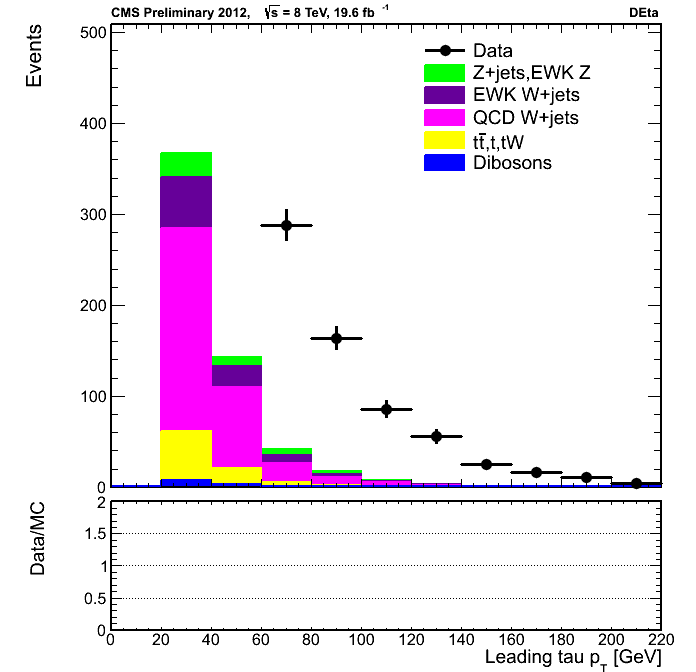 CMS Preliminary 2012, √s = 8 TeV, 19.6 fb⁻¹ DEta
Events
500
400
300
200
100
0
Data
Z+jets,EWK Z
EWK W+jets
QCD W+jets
tt̄,t,tW
Dibosons
Data/MC
2
1.5
1
0.5
0
0 20 40 60 80 100 120 140 160 180 200 220
Leading tau p_T [GeV]